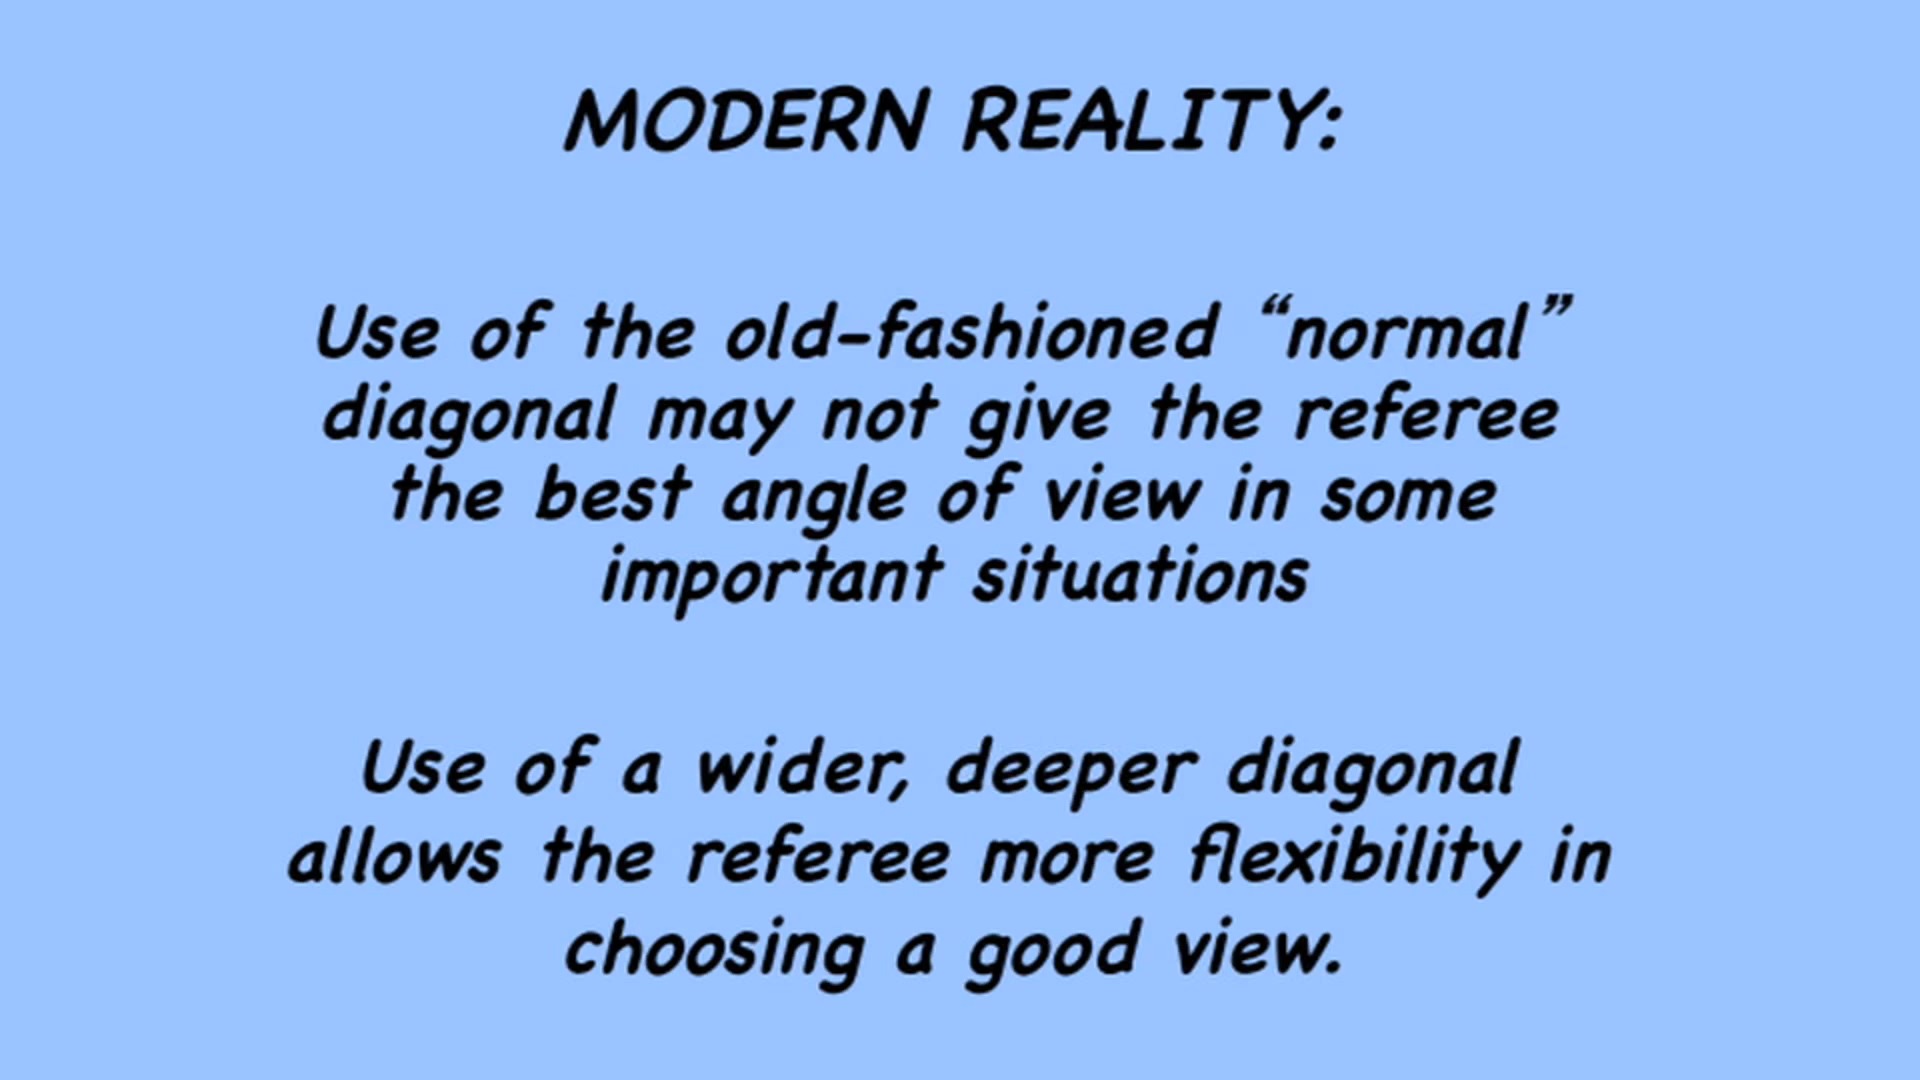 MODERN REALITY:
Use of the old-fashioned “normal”
diagonal may not give the referee
the best angle of view in some
important situations
Use of a wider, deeper diagonal
allows the referee more flexibility in
choosing a good view.